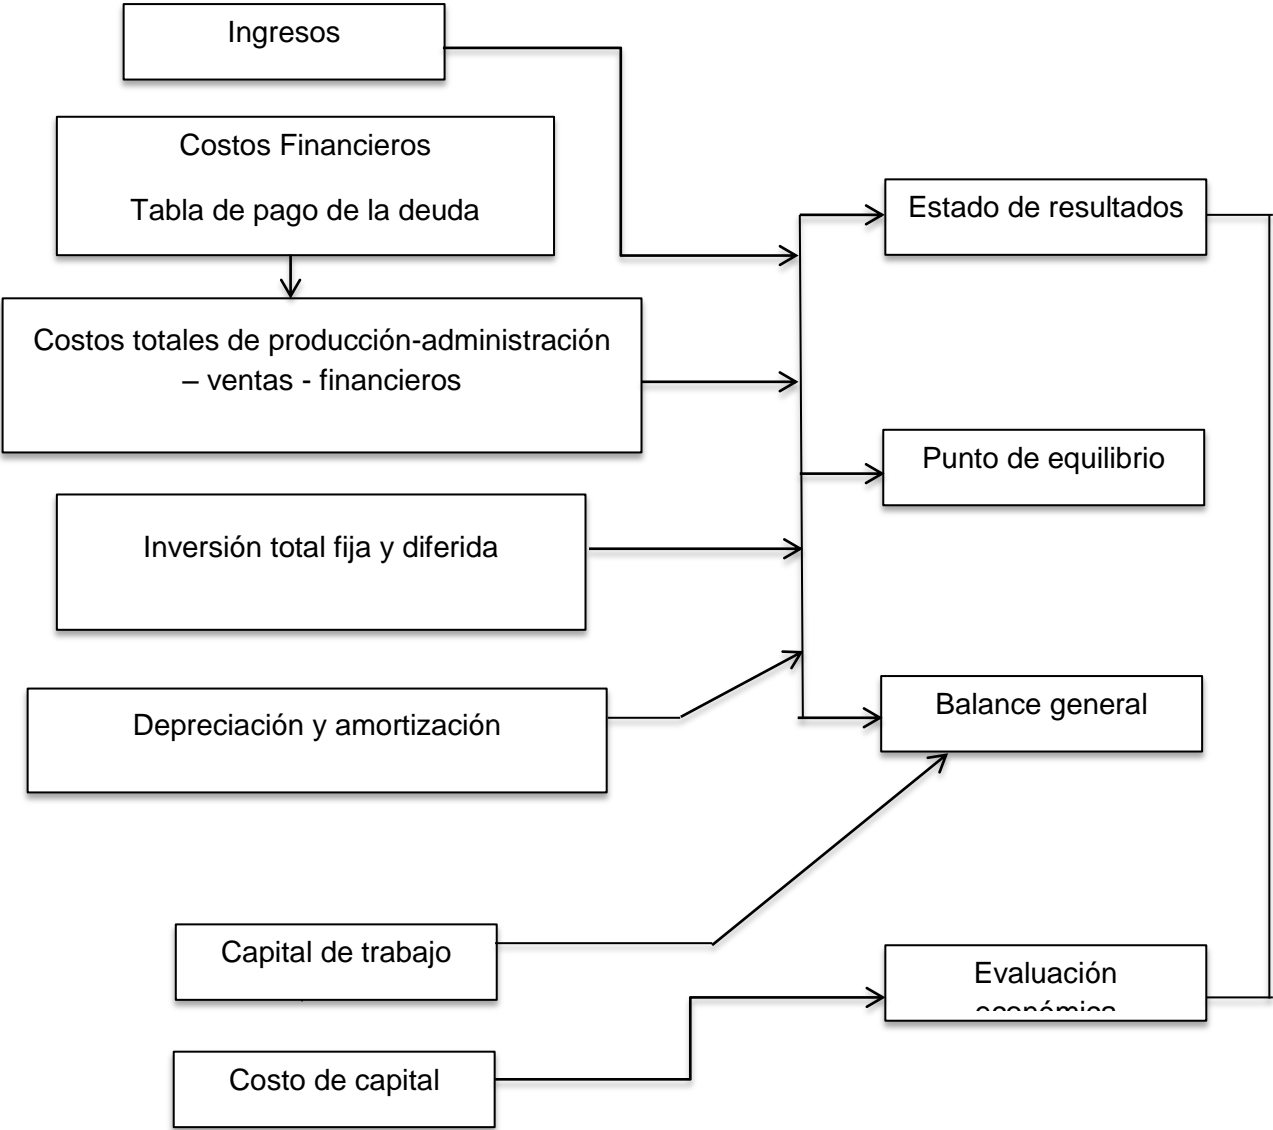 Ingresos
Costos Financieros
Tabla de pago de la deuda
Estado de resultados
Costos totales de producción-administración
– ventas - financieros
Punto de equilibrio
Inversión total fija y diferida
Balance general
Depreciación y amortización
Capital de trabajo
Evaluación
económica
Costo de capital